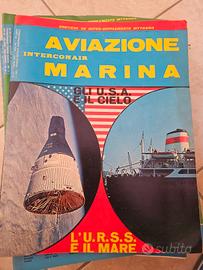 AVIAZIONE
INTERCONAIR
MARINA
GLI U.S.A.
E IL CIELO
L'U.R.S.S.
E IL MARE
subito